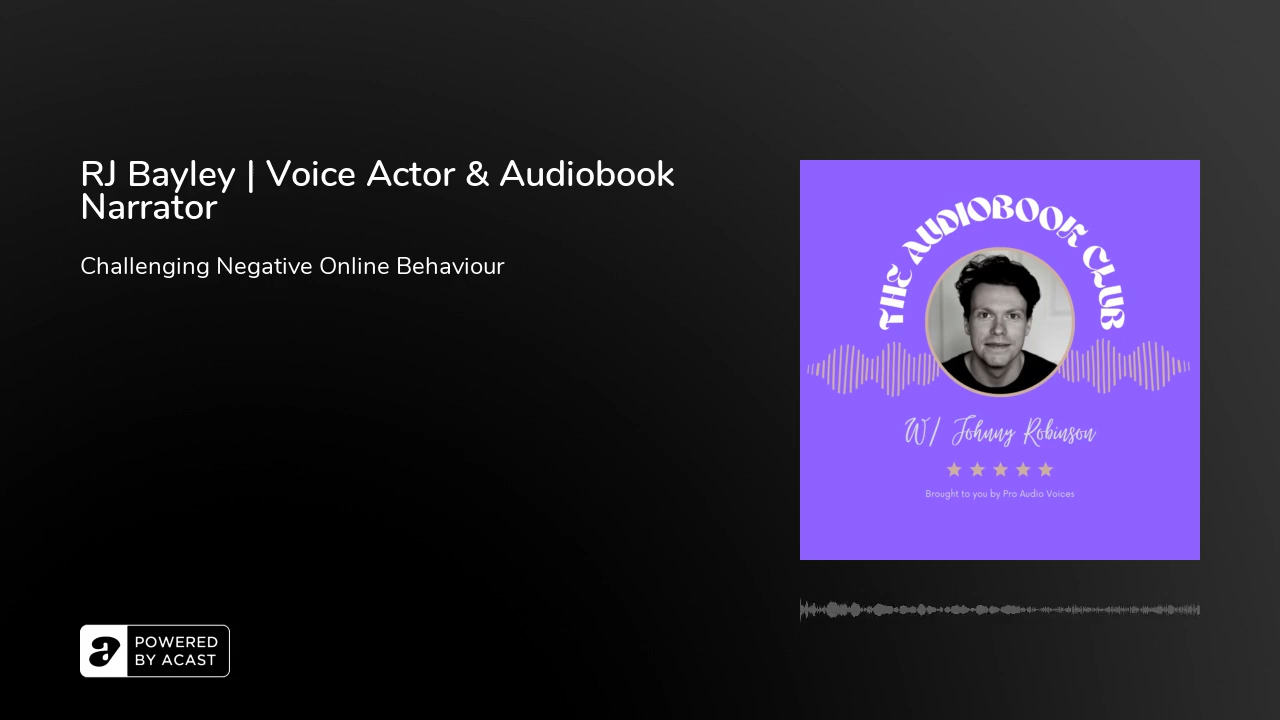 RJ Bayley | Voice Actor & Audiobook
Narrator
Challenging Negative Online Behaviour
THE AUDIOBOOK CLUB
W/ Johnny Robinson
Brought to you by Pro Audio Voices
a POWERED
BY ACAST